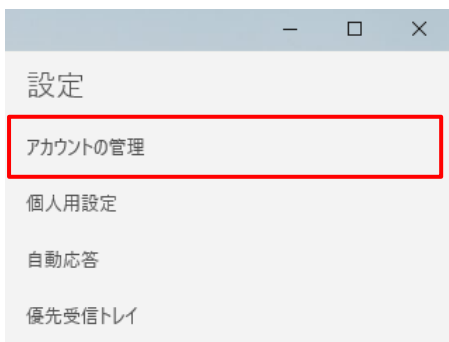 設定
アカウントの管理
個人用設定
自動応答
優先受信トレイ